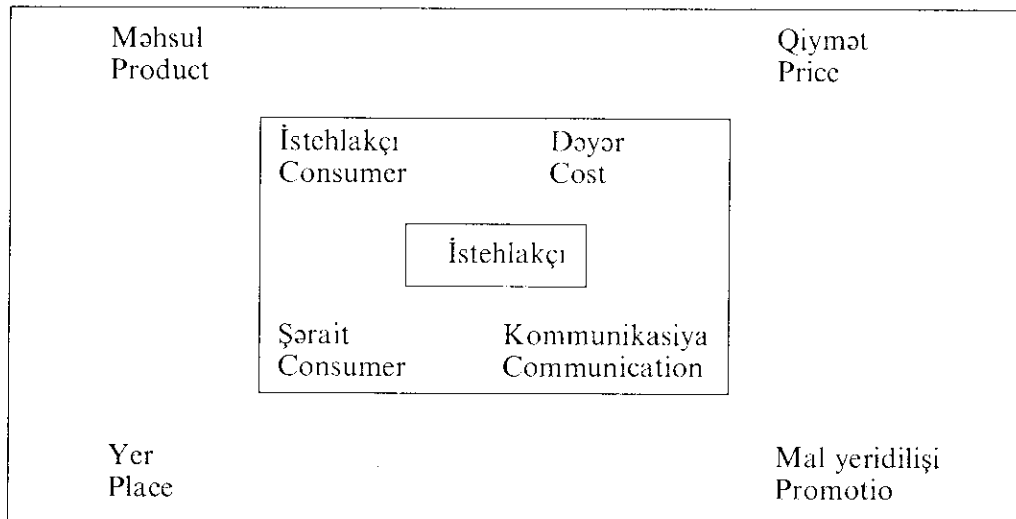 Məhsul
Product
Qiymət
Price
İstehlakçı
Consumer
Dəyər
Cost
İstehlakçı
Şərait
Consumer
Kommunikasiya
Communication
Yer
Place
Mal yeridilişi
Promotio